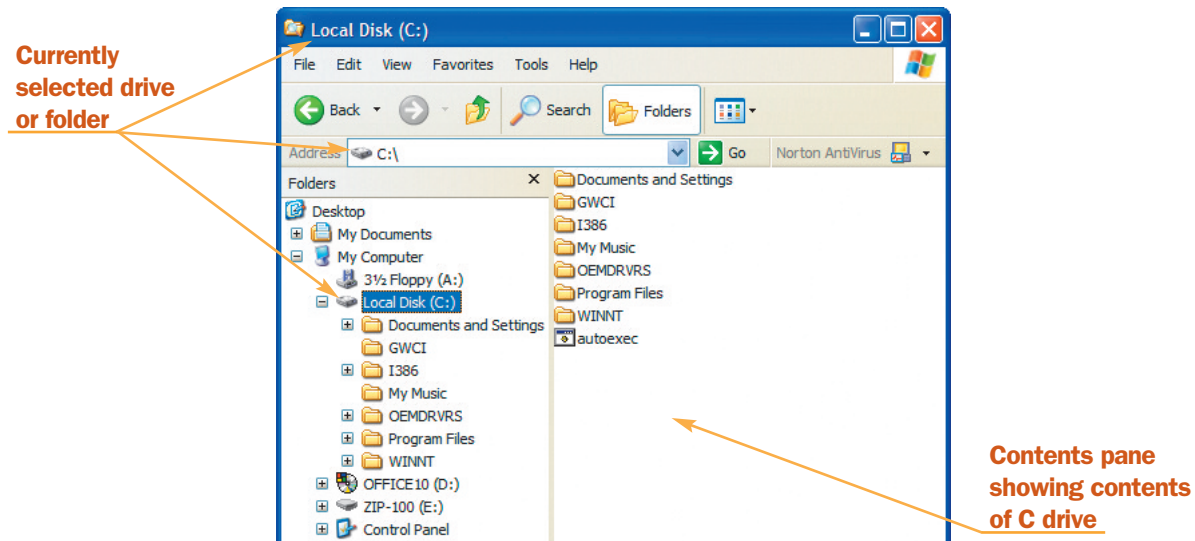 Currently
selected drive
or folder
Local Disk (C:)
File Edit View Favorites Tools Help
Back Search Folders
Address C:\ Go Norton AntiVirus
Folders
Desktop
My Documents
My Computer
3½ Floppy (A:)
Local Disk (C:)
Documents and Settings
GWCI
I386
My Music
OEMDRVRS
Program Files
WINNT
OFFICE10 (D:)
ZIP-100 (E:)
Control Panel
Documents and Settings
GWCI
I386
My Music
OEMDRVRS
Program Files
WINNT
autoexec
Contents pane
showing contents
of C drive